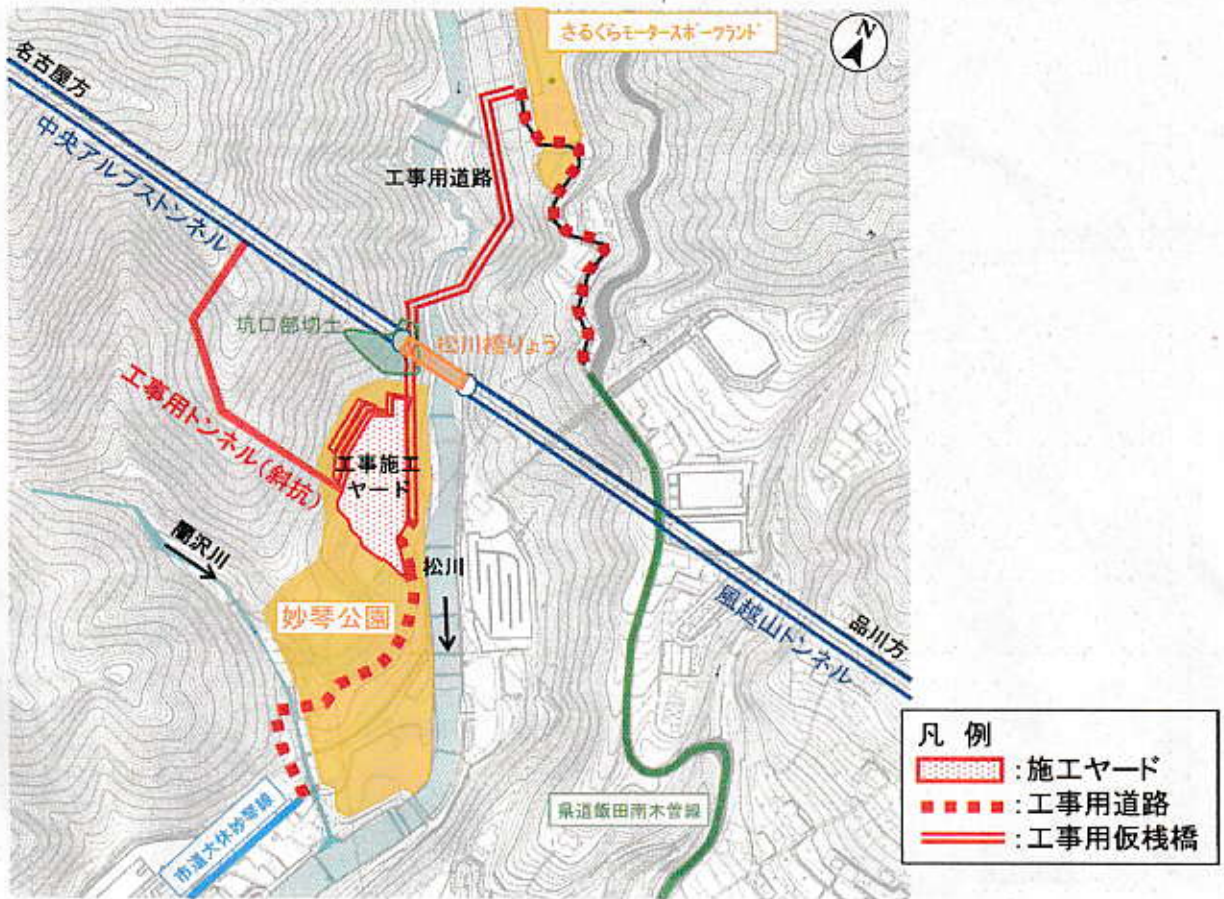 さるくらモータースポーツランド
N
名古屋方
中央アルプストンネル
工事用道路
坑口部切土
松川橋りょう
工事用トンネル(斜坑)
工事施工
ヤード
松川
妙琴公園
風越山トンネル
品川方
県道飯田南木曽線
市道大休妙琴線
凡 例
:施工ヤード
:工事用道路
:工事用仮桟橋